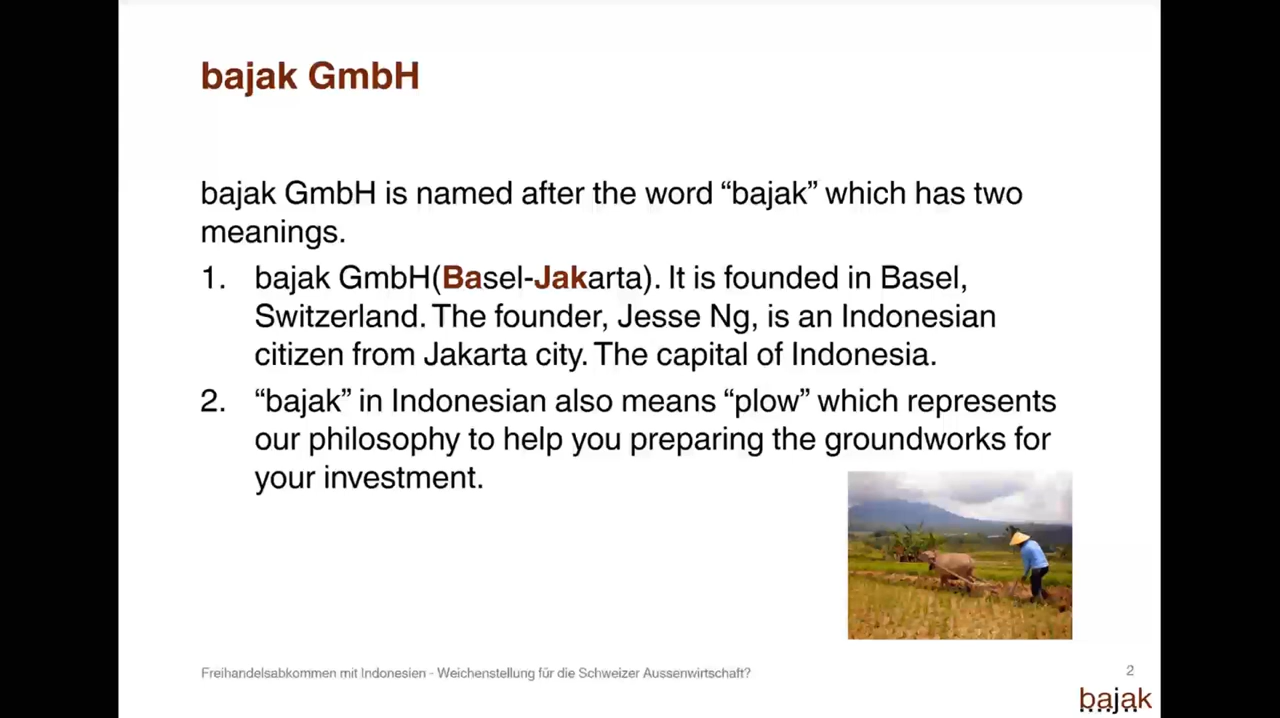 bajak GmbH
bajak GmbH is named after the word “bajak” which has two
meanings.
1. bajak GmbH(Basel-Jakarta). It is founded in Basel,
Switzerland. The founder, Jesse Ng, is an Indonesian
citizen from Jakarta city. The capital of Indonesia.
2. “bajak” in Indonesian also means “plow” which represents
our philosophy to help you preparing the groundworks for
your investment.
Freihandelsabkommen mit Indonesien - Weichenstellung für die Schweizer Aussenwirtschaft?
2
bajak